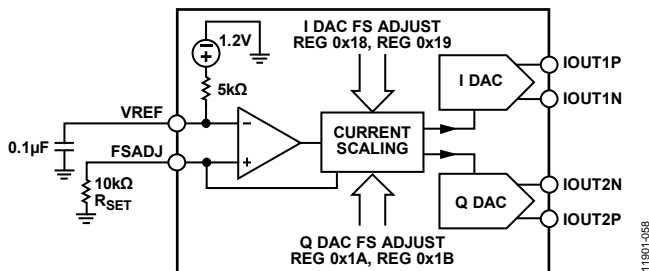 I DAC FS ADJUST
REG 0x18, REG 0x19
1.2V
5kΩ
VREF
0.1µF
FSADJ
10kΩ
RSET
–
+
CURRENT
SCALING
I DAC
IOUT1P
IOUT1N
Q DAC
IOUT2N
IOUT2P
Q DAC FS ADJUST
REG 0x1A, REG 0x1B
11901-058